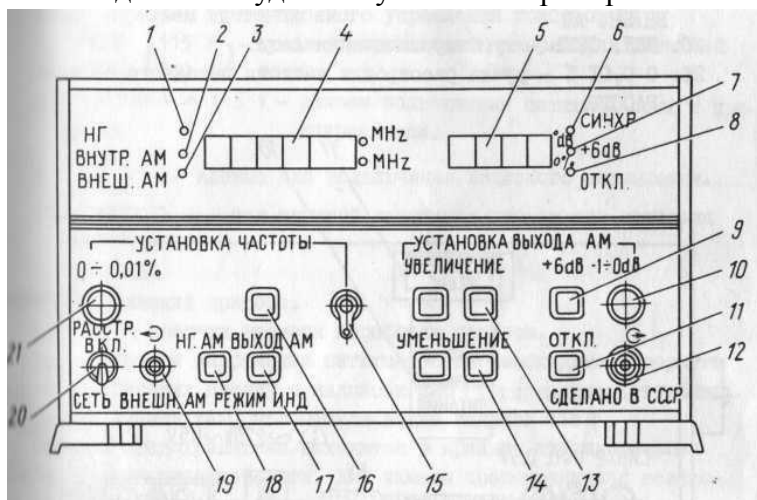 1 2 3 4 5 6 7 8
НГ
ВНУТР. АМ
ВНЕШ. АМ
MHz
MHz
СИНХР.
dB +6dB
0%
ОТКЛ.
УСТАНОВКА ЧАСТОТЫ
УСТАНОВКА ВЫХОДА АМ
0 ÷ 0,01%
УВЕЛИЧЕНИЕ +6dB -1÷0dB
9
10
РАССТР.
ВКЛ.
НГ. АМ ВЫХОД АМ
УМЕНЬШЕНИЕ ОТКЛ.
11
12
21
20
СЕТЬ ВНЕШН. АМ РЕЖИМ ИНД.
СДЕЛАНО В СССР
19 18 17 16 15 14 13